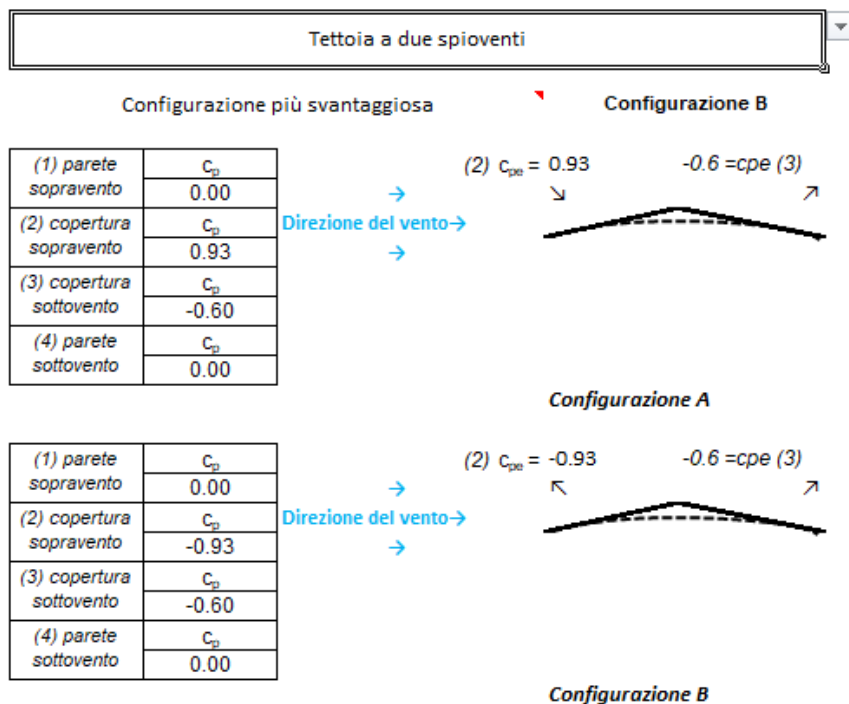 Tettoia a due spioventi
Configurazione più svantaggiosa
Configurazione B
(1) parete sopravento
cp
0.00
(2) copertura sopravento
cp
0.93
(3) copertura sottovento
cp
-0.60
(4) parete sottovento
cp
0.00
→
Direzione del vento→
→
(2) cpe = 0.93
-0.6 =cpe (3)
↘
↗
Configurazione A
(1) parete sopravento
cp
0.00
(2) copertura sopravento
cp
-0.93
(3) copertura sottovento
cp
-0.60
(4) parete sottovento
cp
0.00
→
Direzione del vento→
→
(2) cpe = -0.93
-0.6 =cpe (3)
↖
↗
Configurazione B